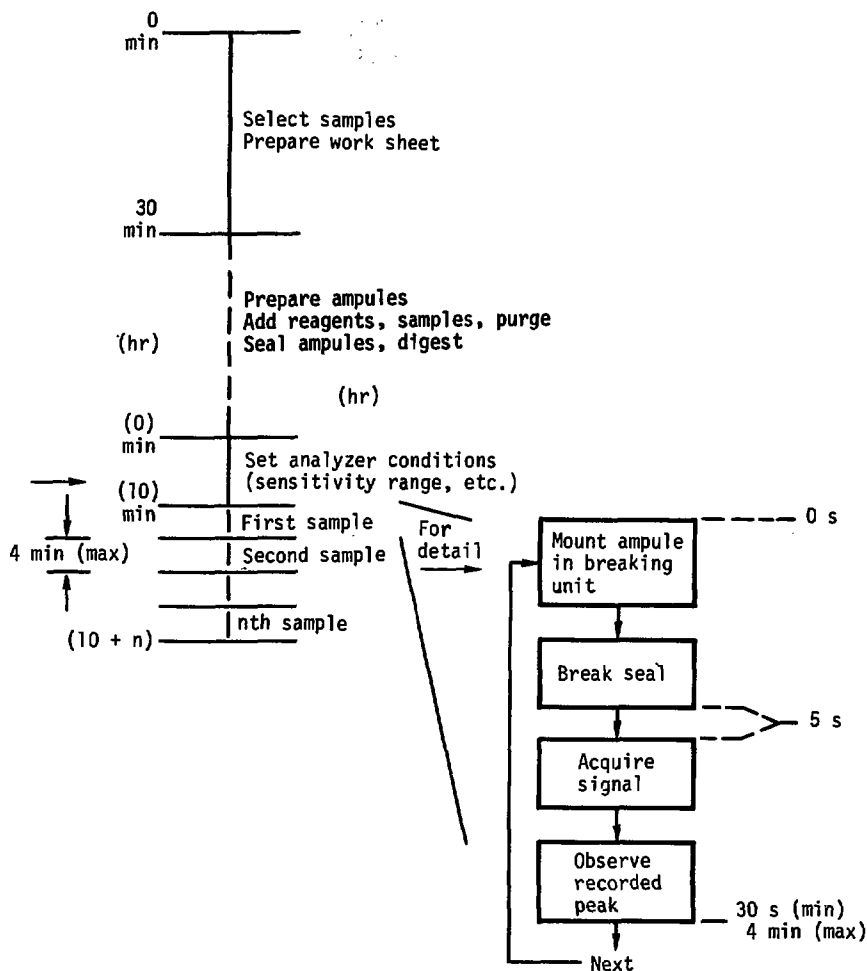 0
min
Select samples
Prepare work sheet
30
min
Prepare ampules
Add reagents, samples, purge
Seal ampules, digest
(hr)
(hr)
(0)
min
Set analyzer conditions
(sensitivity range, etc.)
(10)
min
First sample
4 min (max)
Second sample
nth sample
(10 + n)
For
detail
0 s
Mount ampule
in breaking
unit
Break seal
5 s
Acquire
signal
Observe
recorded
peak
30 s (min)
4 min (max)
Next